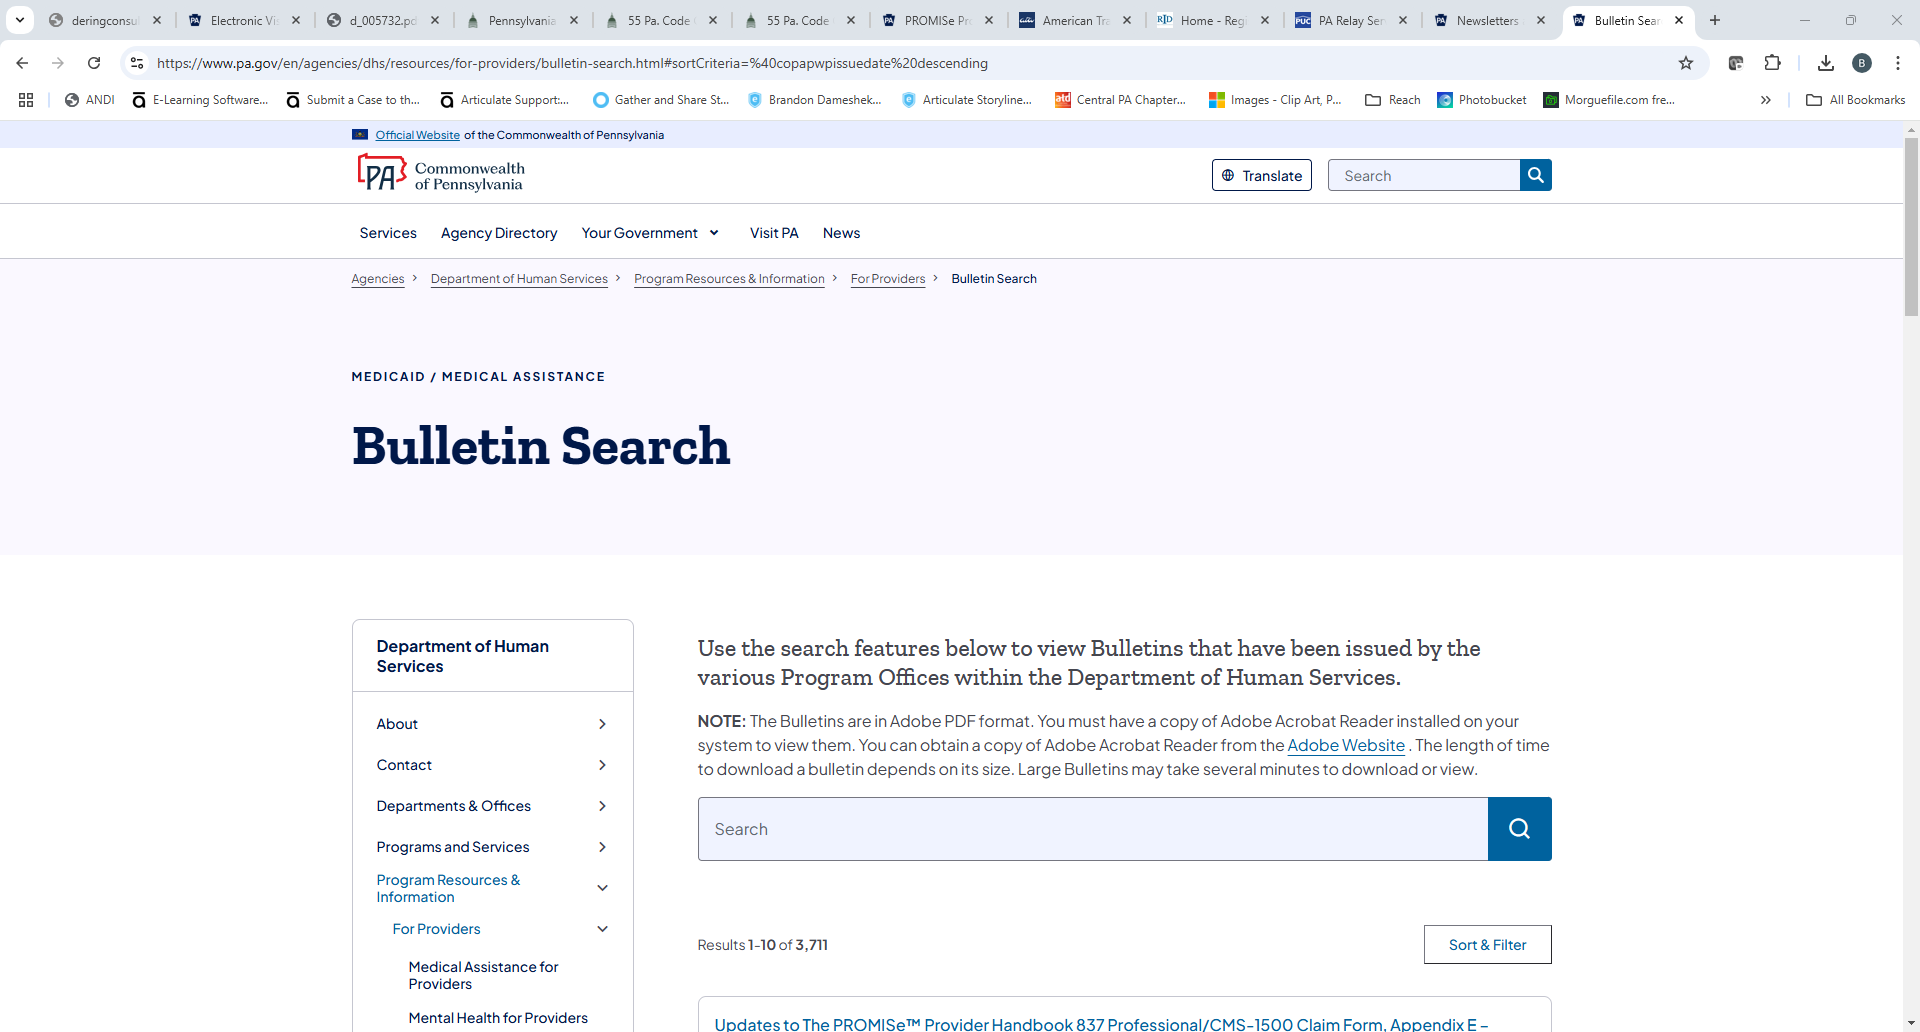 deringconsul
Electronic Vi
d_005732.pd
Pennsylvania
55 Pa. Code
55 Pa. Code
PROMISe Pr
American Tra
RJD
Home - Regi
PUC
PA Relay Ser
Newsletters
Bulletin Sear
https://www.pa.gov/en/agencies/dhs/resources/for-providers/bulletin-search.html#sortCriteria=%40copapwpissuedate%20descending
B
ANDI
E-Learning Software...
Submit a Case to th...
Articulate Support:...
Gather and Share St...
Brandon Dameshek...
Articulate Storyline...
atd
Central PA Chapter...
Images - Clip Art, P...
Reach
Photobucket
Morguefile.com fre...
All Bookmarks
Official Website of the Commonwealth of Pennsylvania
PA
Commonwealth
of Pennsylvania
Translate
Search
Services
Agency Directory
Your Government
Visit PA
News
Agencies > Department of Human Services > Program Resources & Information > For Providers > Bulletin Search
MEDICAID / MEDICAL ASSISTANCE
Bulletin Search
Department of Human
Services
About
Contact
Departments & Offices
Programs and Services
Program Resources &
Information
For Providers
Medical Assistance for
Providers
Mental Health for Providers
Use the search features below to view Bulletins that have been issued by the
various Program Offices within the Department of Human Services.
NOTE: The Bulletins are in Adobe PDF format. You must have a copy of Adobe Acrobat Reader installed on your
system to view them. You can obtain a copy of Adobe Acrobat Reader from the Adobe Website . The length of time
to download a bulletin depends on its size. Large Bulletins may take several minutes to download or view.
Search
Results 1-10 of 3,711
Sort & Filter
Updates to The PROMISe™ Provider Handbook 837 Professional/CMS-1500 Claim Form, Appendix E –